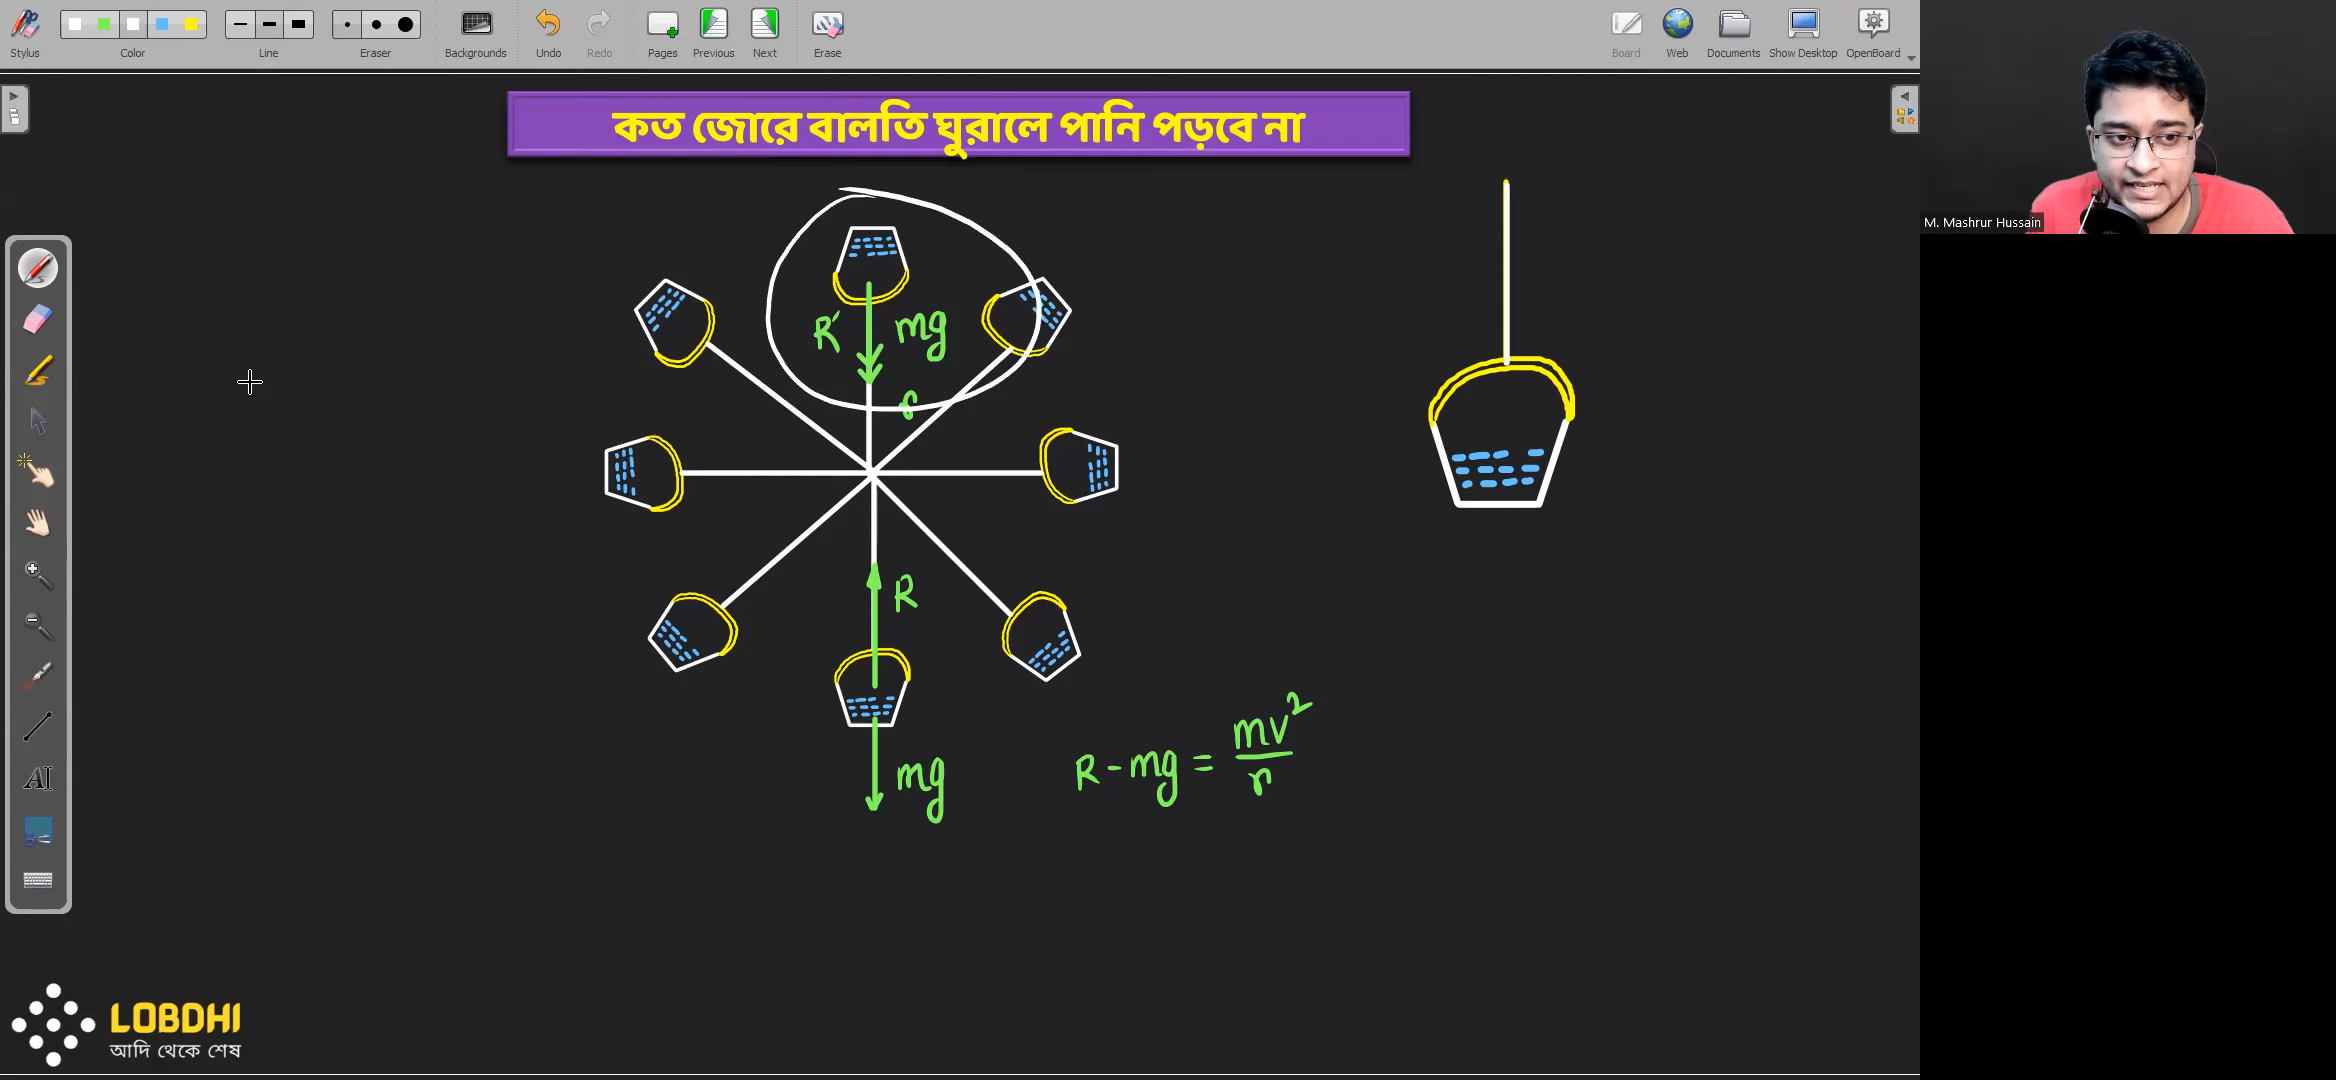 Stylus
Color
Line
Eraser
Backgrounds
Undo
Redo
Pages
Previous
Next
Erase
Board
Web
Documents
Show Desktop
OpenBoard
কত জোরে বালতি ঘুরালে পানি পড়বে না
M. Mashrur Hussain
R′ mg
r
R
mg
R - mg = mv²/r
AI
LOBDHI
আদি থেকে শেষ